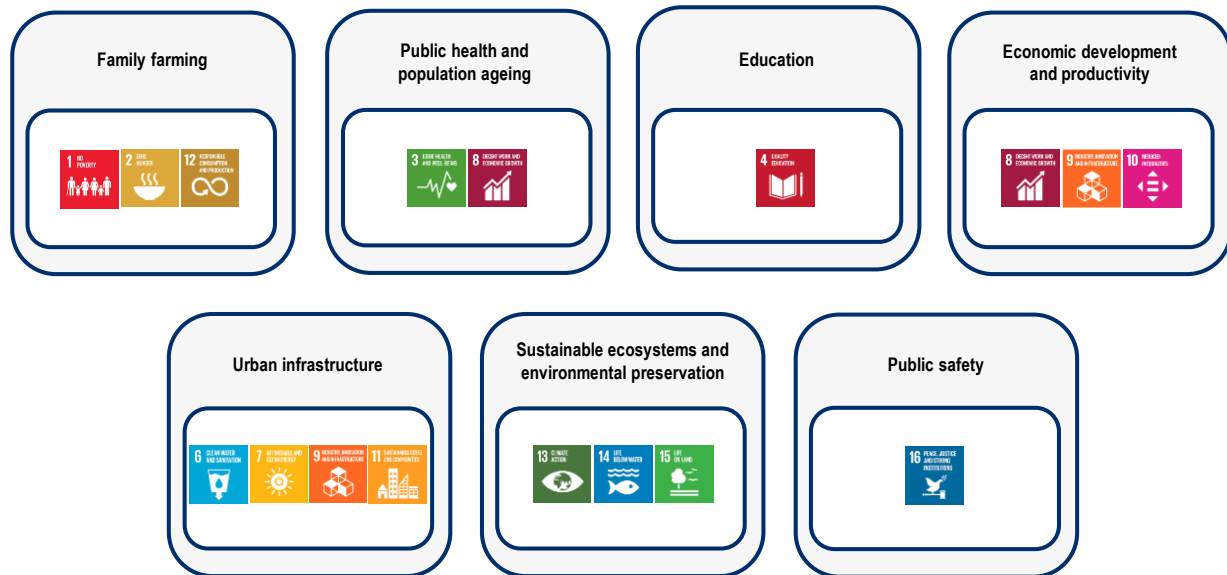 Family farming
1 NO
POVERTY
2 ZERO
HUNGER
12 RESPONSIBLE
CONSUMPTION
AND PRODUCTION
Public health and
population ageing
3 GOOD HEALTH
AND WELL-BEING
8 DECENT WORK AND
ECONOMIC GROWTH
Education
4 QUALITY
EDUCATION
Economic development
and productivity
8 DECENT WORK AND
ECONOMIC GROWTH
9 INDUSTRY, INNOVATION
AND INFRASTRUCTURE
10 REDUCED
INEQUALITIES
Urban infrastructure
6 CLEAN WATER
AND SANITATION
7 AFFORDABLE AND
CLEAN ENERGY
9 INDUSTRY, INNOVATION
AND INFRASTRUCTURE
11 SUSTAINABLE CITIES
AND COMMUNITIES
Sustainable ecosystems and
environmental preservation
13 CLIMATE
ACTION
14 LIFE
BELOW WATER
15 LIFE
ON LAND
Public safety
16 PEACE, JUSTICE
AND STRONG
INSTITUTIONS